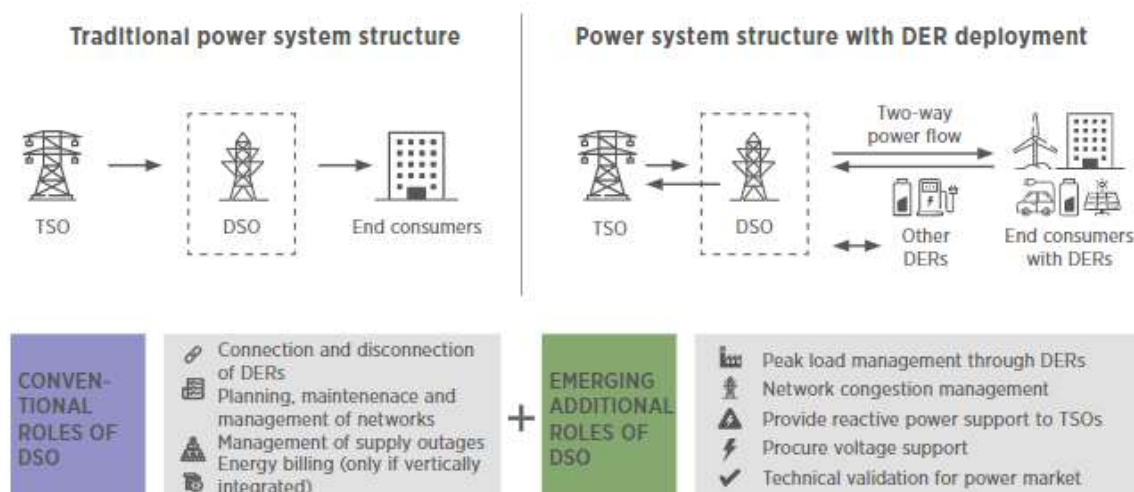 Traditional power system structure
Power system structure with DER deployment
TSO
DSO
End consumers
Two-way
power flow
TSO
DSO
Other
DERs
End consumers
with DERs
CONVEN-
TIONAL
ROLES OF
DSO
Connection and disconnection
of DERs
Planning, maintenenace and
management of networks
Management of supply outages
Energy billing (only if vertically
integrated)
+
EMERGING
ADDITIONAL
ROLES OF
DSO
Peak load management through DERs
Network congestion management
Provide reactive power support to TSOs
Procure voltage support
Technical validation for power market